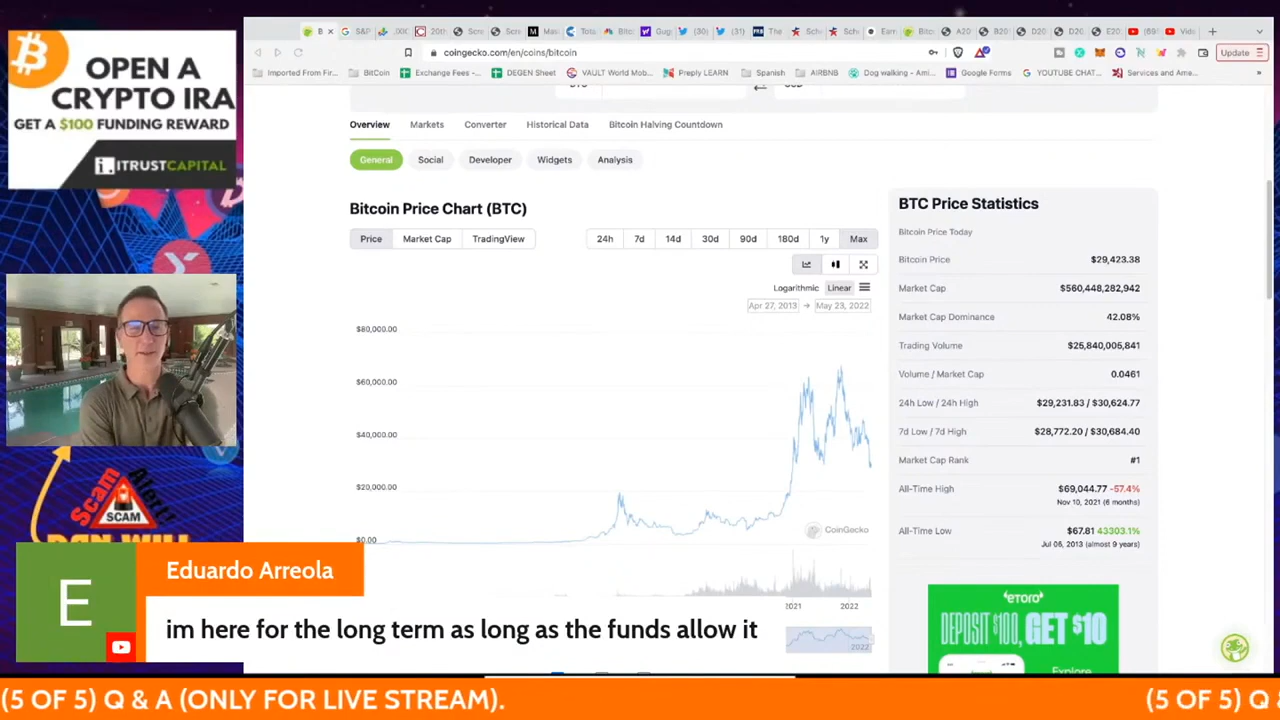 OPEN A
CRYPTO IRA
GET A $100 FUNDING REWARD
ITRUSTCAPITAL
coingecko.com/en/coins/bitcoin
Update
Imported From Fir...
BitCoin
Exchange Fees -...
DEGEN Sheet
VAULT World Mob...
Preply LEARN
Spanish
AIRBNB
Dog walking - Ami...
Google Forms
YOUTUBE CHAT...
Services and Ame...
Overview
Markets
Converter
Historical Data
Bitcoin Halving Countdown
General
Social
Developer
Widgets
Analysis
Bitcoin Price Chart (BTC)
Price
Market Cap
TradingView
24h
7d
14d
30d
90d
180d
1y
Max
Logarithmic
Linear
Apr 27, 2013 → May 23, 2022
$80,000.00
$60,000.00
$40,000.00
$20,000.00
$0.00
CoinGecko
2021
2022
2022
BTC Price Statistics
Bitcoin Price Today
Bitcoin Price $29,423.38
Market Cap $560,448,282,942
Market Cap Dominance 42.08%
Trading Volume $25,840,006,841
Volume / Market Cap 0.0461
24h Low / 24h High $29,231.83 / $30,624.77
7d Low / 7d High $28,772.20 / $30,684.40
Market Cap Rank #1
All-Time High $69,044.77 -57.4%
Nov 10, 2021 (6 months)
All-Time Low $67.81 43303.1%
Jul 06, 2013 (almost 9 years)
eTORO
DEPOSIT $100, GET $10
Explore
Scam
Alert!
SCAM
DAN WILL
E
Eduardo Arreola
im here for the long term as long as the funds allow it
(5 OF 5) Q & A (ONLY FOR LIVE STREAM).
(5 OF 5) Q &